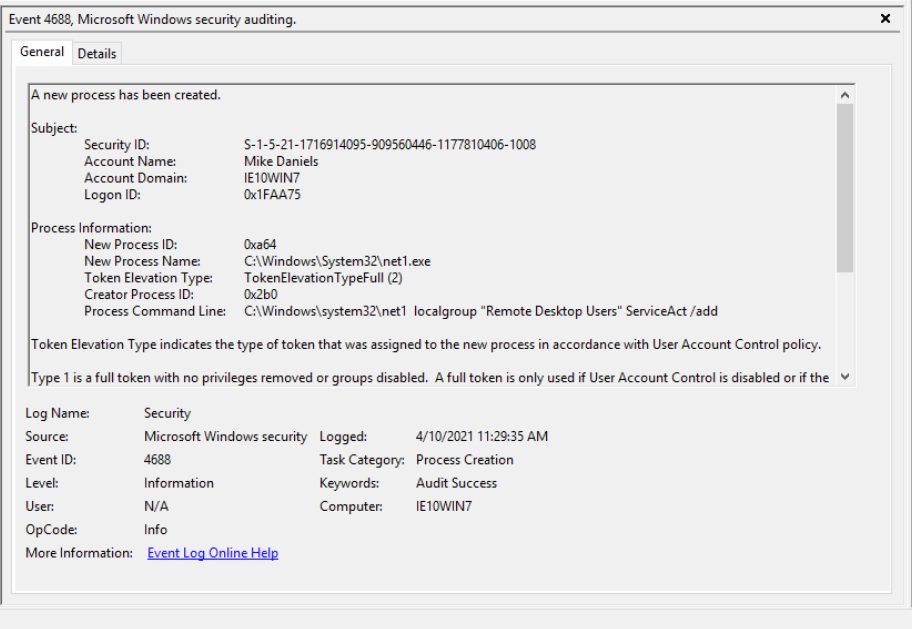 Event 4688, Microsoft Windows security auditing.
General Details
A new process has been created.
Subject:
Security ID: S-1-5-21-1716914095-909560446-1177810406-1008
Account Name: Mike Daniels
Account Domain: IE10WIN7
Logon ID: 0x1FAA75
Process Information:
New Process ID: 0xa64
New Process Name: C:\Windows\System32\net1.exe
Token Elevation Type: TokenElevationTypeFull (2)
Creator Process ID: 0x2b0
Process Command Line: C:\Windows\system32\net1 localgroup "Remote Desktop Users" ServiceAct /add
Token Elevation Type indicates the type of token that was assigned to the new process in accordance with User Account Control policy.
Type 1 is a full token with no privileges removed or groups disabled. A full token is only used if User Account Control is disabled or if the
Log Name: Security
Source: Microsoft Windows security Logged: 4/10/2021 11:29:35 AM
Event ID: 4688 Task Category: Process Creation
Level: Information Keywords: Audit Success
User: N/A Computer: IE10WIN7
OpCode: Info
More Information: Event Log Online Help